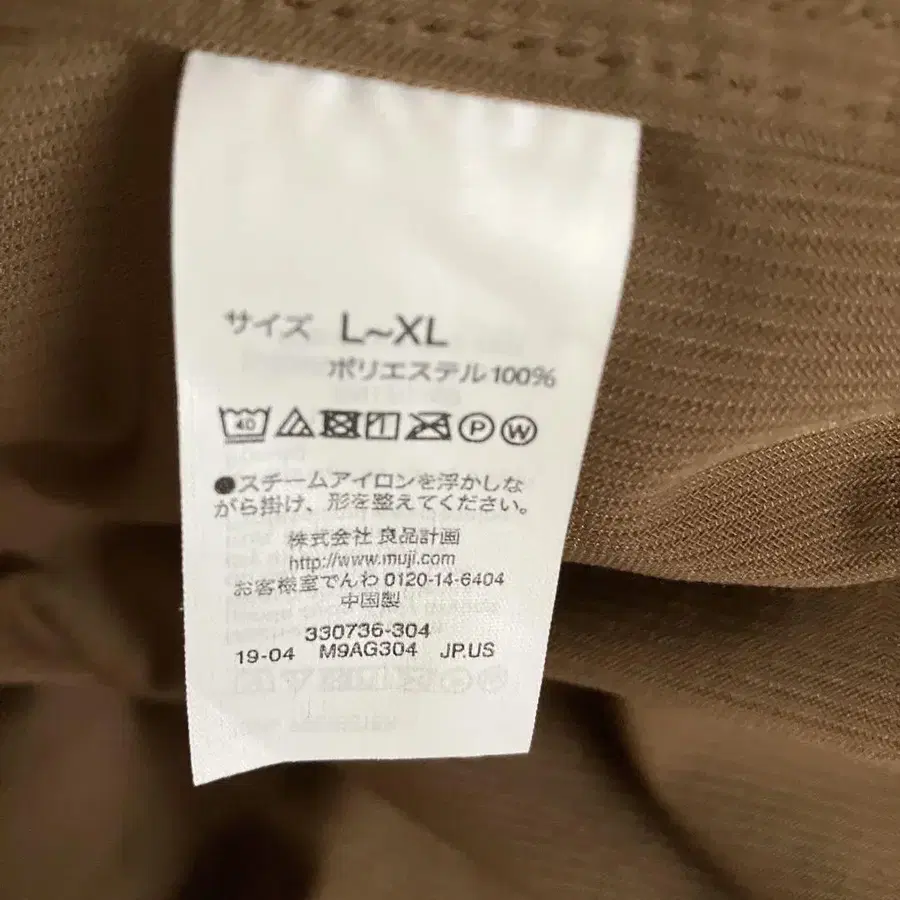 サイズ L~XL
ポリエステル100%
40 P W
●スチームアイロンを浮かしな
がら掛け、形を整えてください。
株式会社 良品計画
http://www.muji.com
お客様室でんわ 0120-14-6404
中国製
330736-304
19-04 M9AG304 JP.US